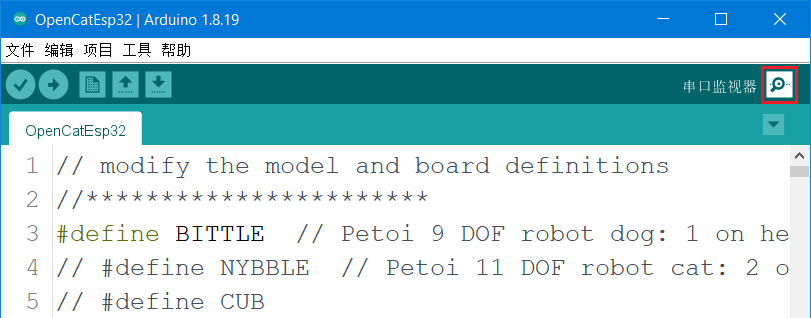 OpenCatEsp32 | Arduino 1.8.19
文件 编辑 项目 工具 帮助
串口监视器
OpenCatEsp32
1 // modify the model and board definitions
2 //***********************
3 #define BITTLE  // Petoi 9 DOF robot dog: 1 on he
4 // #define NYBBLE  // Petoi 11 DOF robot cat: 2 o
5 // #define CUB